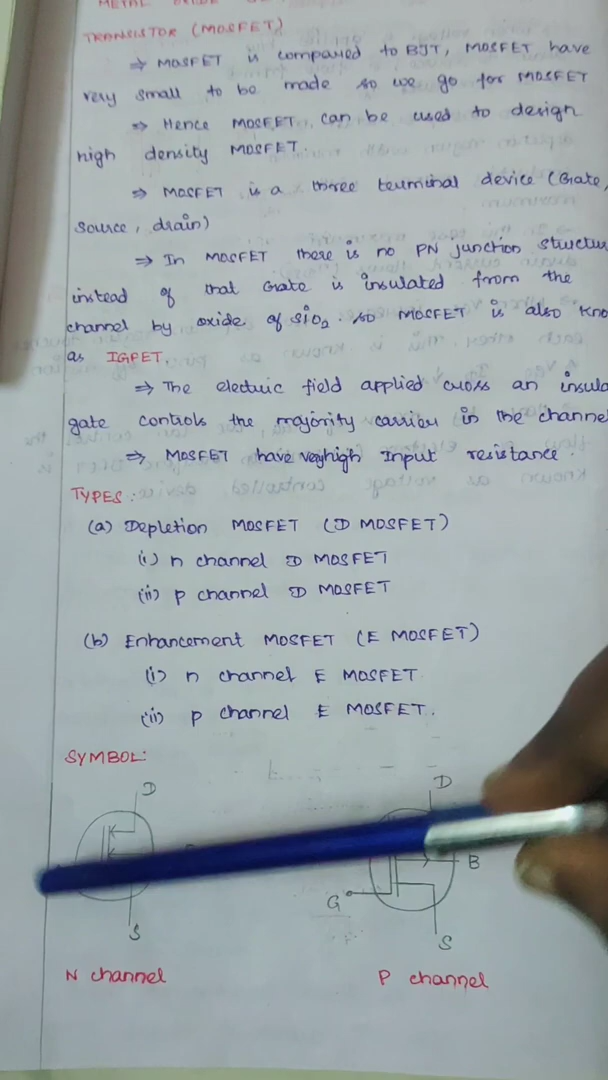 METAL OXIDE
TRANSISTOR (MOSFET)
⇒ MOSFET is compared to BJT, MOSFET have
very small to be made so we go for MOSFET
⇒ Hence MOSFET can be used to design
high density MOSFET.
⇒ MOSFET is a three terminal device (Gate,
source, drain)
⇒ In MOSFET there is no PN junction structu
instead of that Gate is insulated from the
channel by oxide of SiO2. so MOSFET is also kno
as IGFET.
⇒ The electric field applied cross an insula
gate controls the majority carrier in the channel
⇒ MOSFET have veryhigh Input resistance.
TYPES:
(a) Depletion MOSFET (D MOSFET)
(i) n channel D MOSFET
(ii) p channel D MOSFET
(b) Enhancement MOSFET (E MOSFET)
(i) n channel E MOSFET
(ii) p channel E MOSFET.
SYMBOL:
D
D
B
G
S
S
N channel
P channel